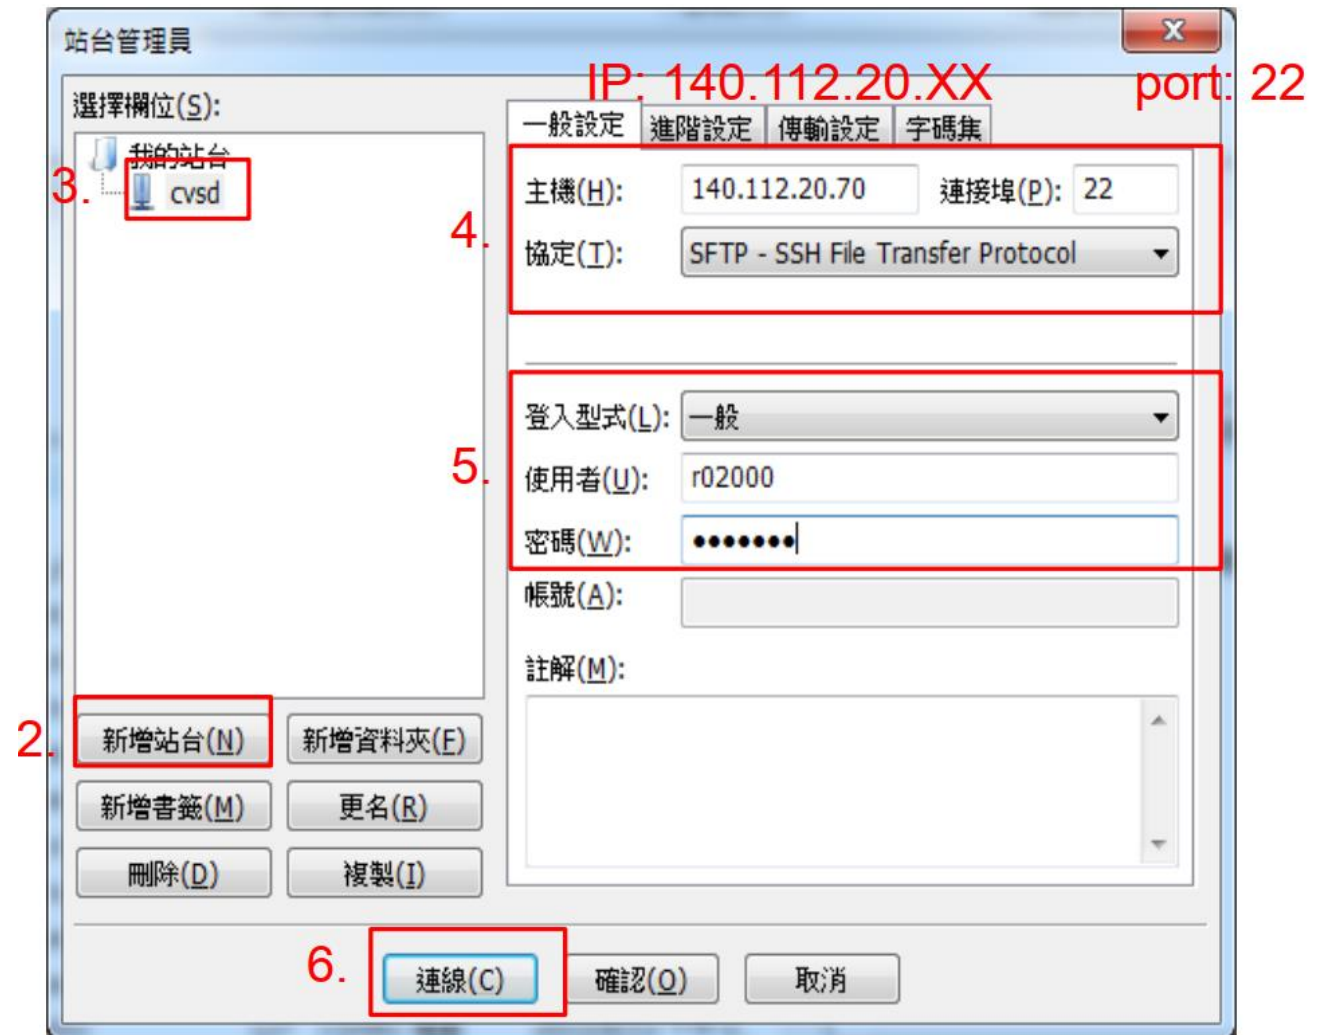 站台管理員
IP: 140.112.20.XX port: 22
選擇欄位(S):
一般設定 進階設定 傳輸設定 字碼集
我的站台
3. cvsd
4.
主機(H): 140.112.20.70 連接埠(P): 22
協定(T): SFTP - SSH File Transfer Protocol
5.
登入型式(L): 一般
使用者(U): r02000
密碼(W): •••••••
帳號(A):
註解(M):
2. 新增站台(N) 新增資料夾(F)
新增書籤(M) 更名(R)
刪除(D) 複製(I)
6. 連線(C) 確認(O) 取消